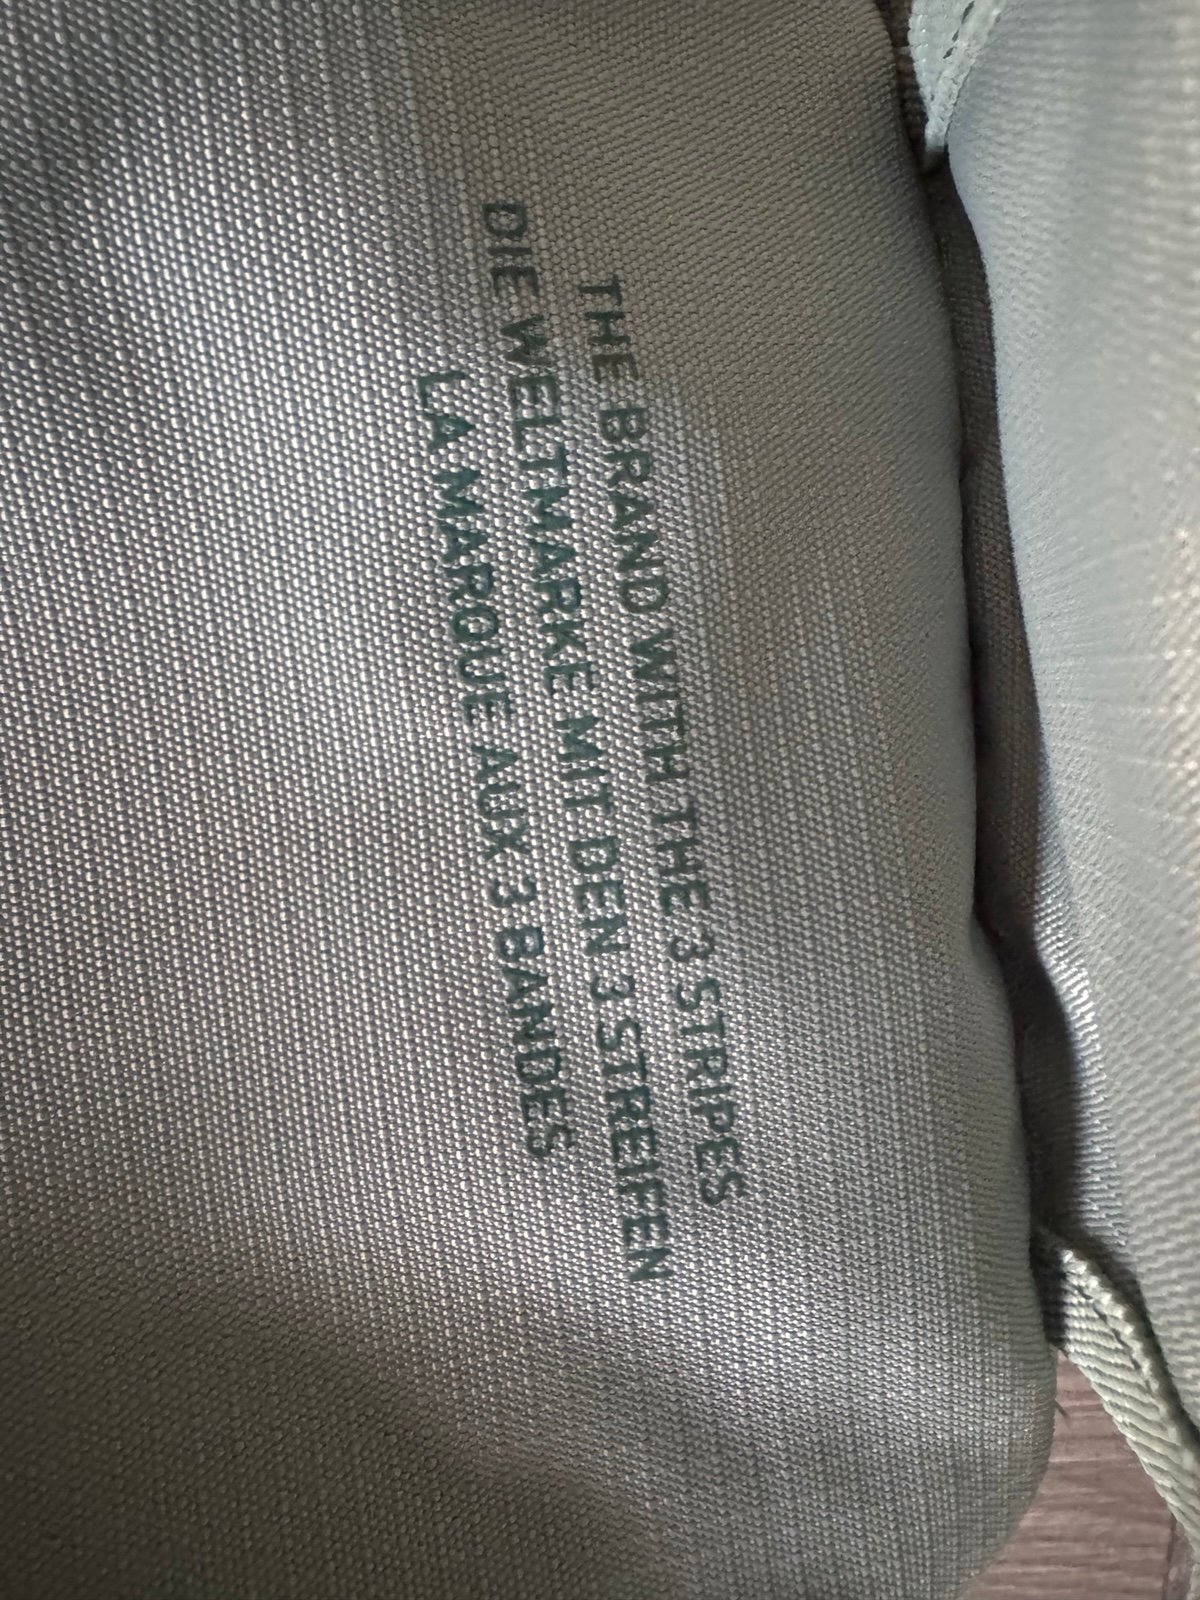 THE BRAND WITH THE 3 STRIPES
DIE WELTMARKE MIT DEN 3 STREIFEN
LA MARQUE AUX 3 BANDES